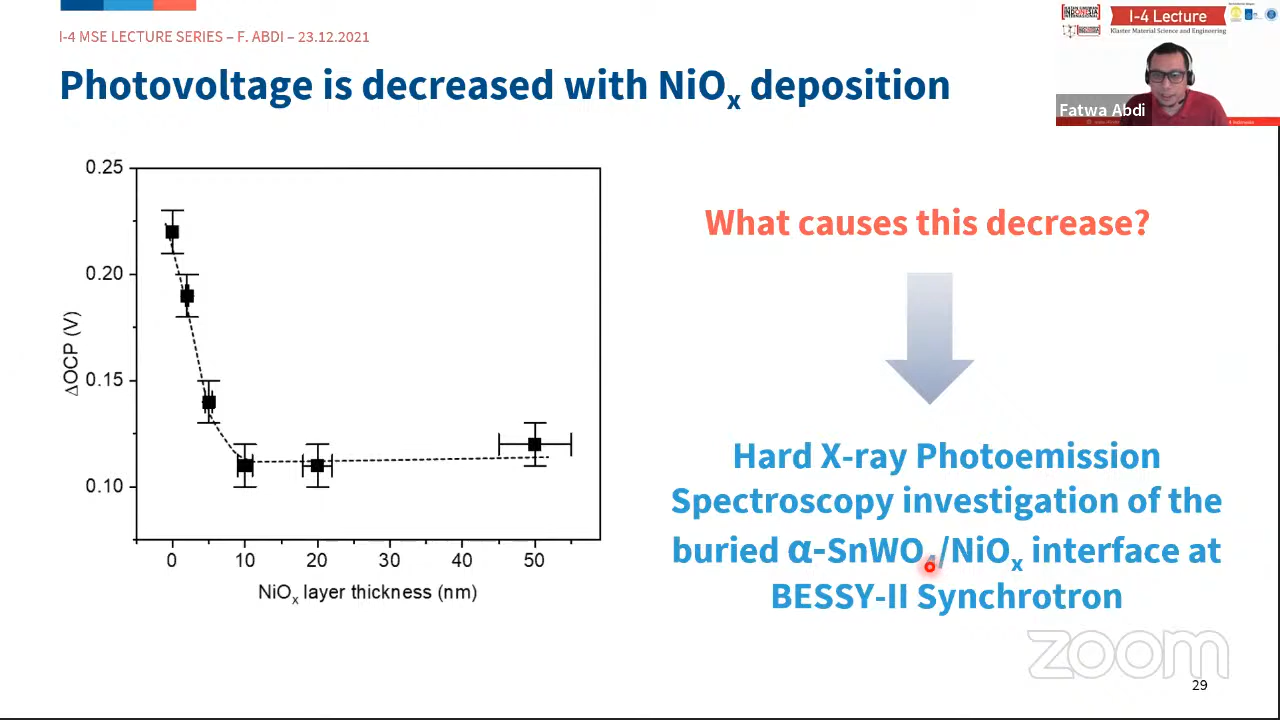 I-4 MSE LECTURE SERIES – F. ABDI – 23.12.2021
Photovoltage is decreased with NiOx deposition
I-4 Lecture
Klaster Material Science and Engineering
Fatwa Abdi
0.25
0.20
0.15
0.10
ΔOCP (V)
0 10 20 30 40 50
NiOx layer thickness (nm)
What causes this decrease?
Hard X-ray Photoemission
Spectroscopy investigation of the
buried α-SnWO4/NiOx interface at
BESSY-II Synchrotron
zoom
29